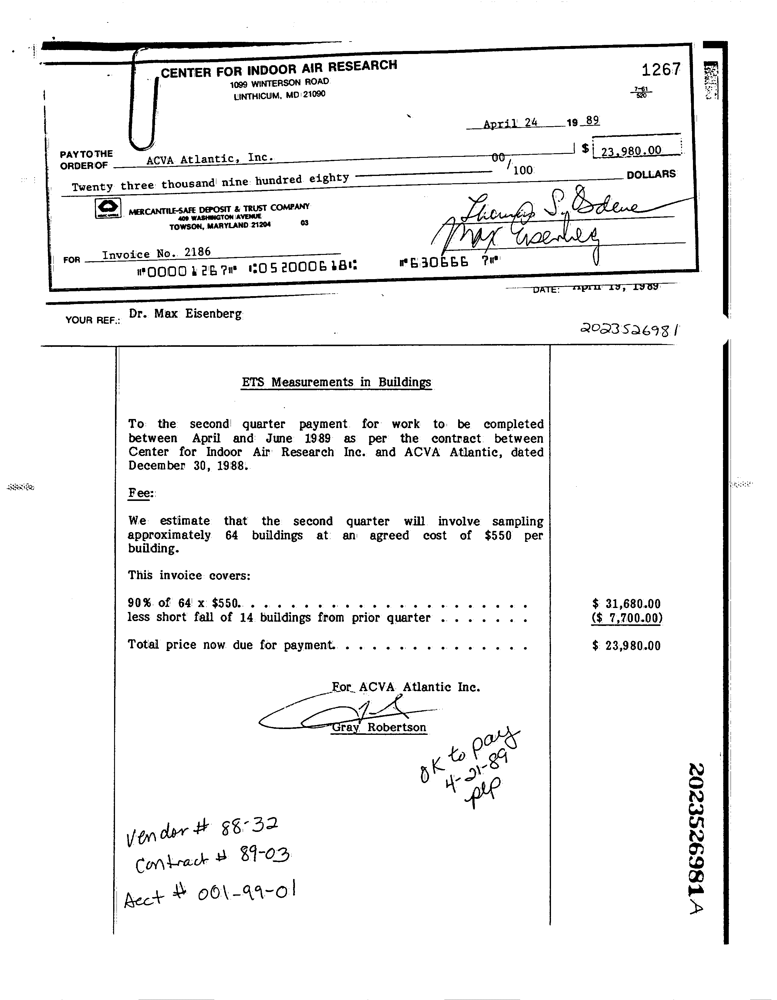 CENTER FOR INDOOR AIR RESEARCH
1099 WINTERSON ROAD
LINTHICUM, MD 21090
1267
7-61
520
April 24 19 89
PAY TO THE
ORDER OF ACVA Atlantic, Inc. $ 23,980.00
Twenty three thousand nine hundred eighty 00/100 DOLLARS
MERCANTILE-SAFE DEPOSIT & TRUST COMPANY
409 WASHINGTON AVENUE
TOWSON, MARYLAND 21204 03
Thomas S. Osdene
Max Eisenberg
FOR Invoice No. 2186
⑈00001267⑈ ⑆052000618⑆ ⑈630666 7⑈
DATE: April 19, 1989
YOUR REF.: Dr. Max Eisenberg
2023526981
ETS Measurements in Buildings
To the second quarter payment for work to be completed
between April and June 1989 as per the contract between
Center for Indoor Air Research Inc. and ACVA Atlantic, dated
December 30, 1988.
Fee:
We estimate that the second quarter will involve sampling
approximately 64 buildings at an agreed cost of $550 per
building.
This invoice covers:
90% of 64 x $550. . . . . . . . . . . . . . . . . . . . . . $ 31,680.00
less short fall of 14 buildings from prior quarter . . . . . . . ($ 7,700.00)
Total price now due for payment. . . . . . . . . . . . . . . $ 23,980.00
For ACVA Atlantic Inc.
Gray Robertson
OK to pay
4-21-89
pep
Vendor # 88-32
Contract # 89-03
Acct # 001-99-01
2023526981A